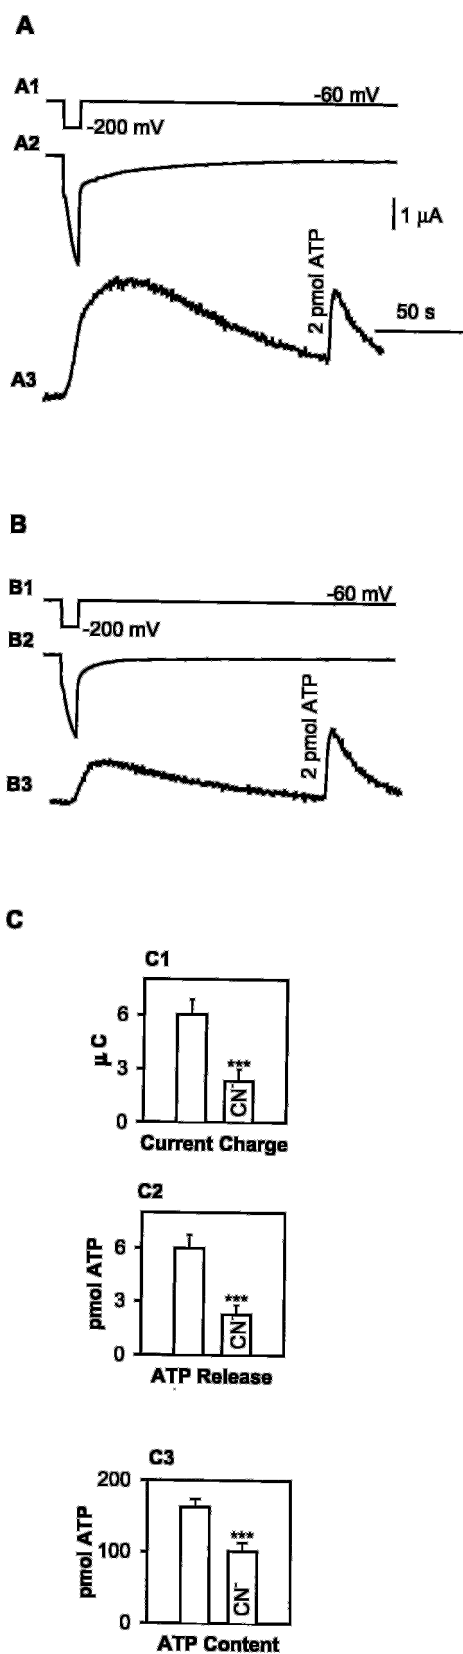 A
A1
-60 mV
-200 mV
A2
1 μA
2 pmol ATP
50 s
A3
B
B1
-60 mV
-200 mV
B2
2 pmol ATP
B3
C
C1
6
3
0
μ C
***
CN-
Current Charge
C2
6
3
0
pmol ATP
***
CN-
ATP Release
C3
200
100
0
pmol ATP
***
CN-
ATP Content